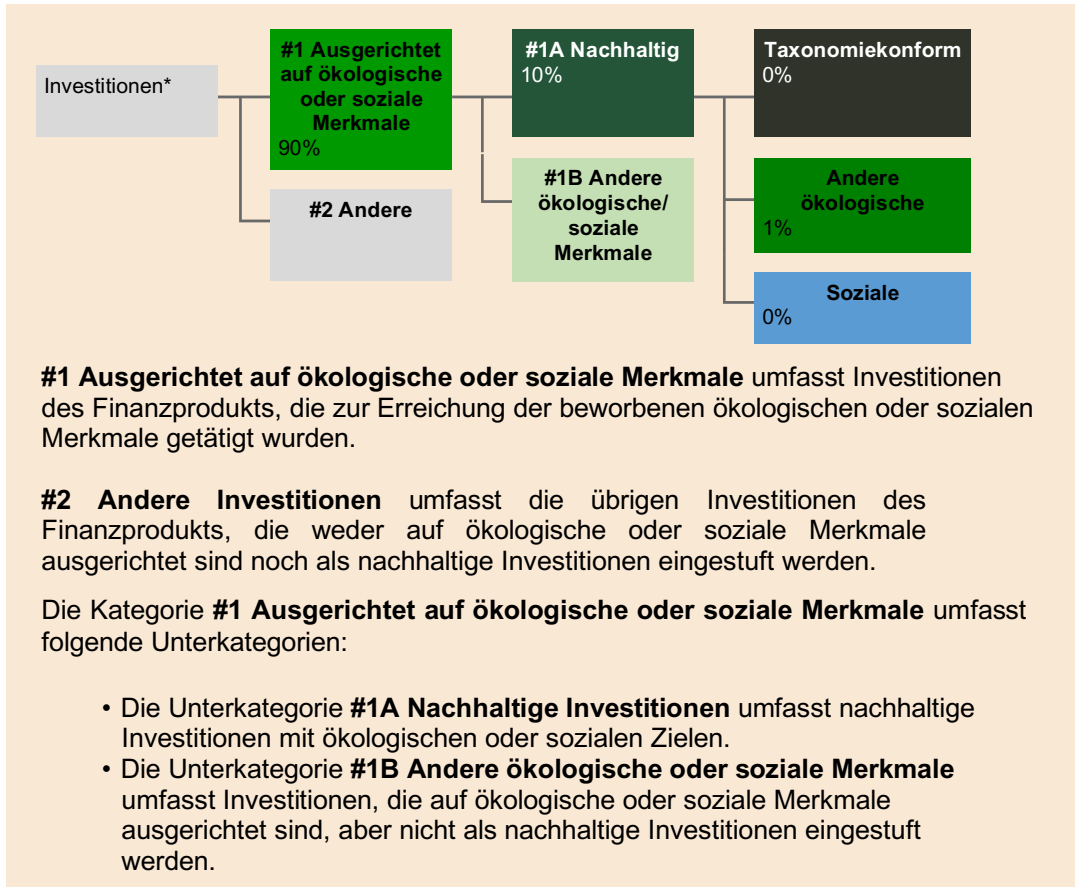 Investitionen*
#1 Ausgerichtet
auf ökologische
oder soziale
Merkmale
90%
#2 Andere
#1A Nachhaltig
10%
#1B Andere
ökologische/
soziale
Merkmale
Taxonomiekonform
0%
Andere
ökologische
1%
Soziale
0%
#1 Ausgerichtet auf ökologische oder soziale Merkmale umfasst Investitionen
des Finanzprodukts, die zur Erreichung der beworbenen ökologischen oder sozialen
Merkmale getätigt wurden.
#2 Andere Investitionen umfasst die übrigen Investitionen des
Finanzprodukts, die weder auf ökologische oder soziale Merkmale
ausgerichtet sind noch als nachhaltige Investitionen eingestuft werden.
Die Kategorie #1 Ausgerichtet auf ökologische oder soziale Merkmale umfasst
folgende Unterkategorien:
• Die Unterkategorie #1A Nachhaltige Investitionen umfasst nachhaltige
Investitionen mit ökologischen oder sozialen Zielen.
• Die Unterkategorie #1B Andere ökologische oder soziale Merkmale
umfasst Investitionen, die auf ökologische oder soziale Merkmale
ausgerichtet sind, aber nicht als nachhaltige Investitionen eingestuft
werden.